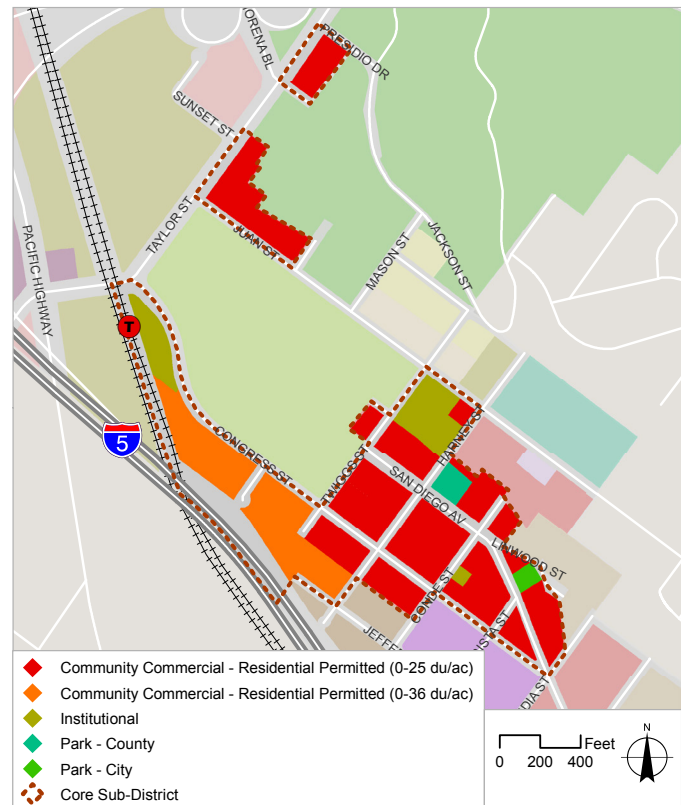 ORENA BL
PRESIDIO DR
SUNSET ST
TAYLOR ST
JUAN ST
MASON ST
JACKSON ST
PACIFIC HIGHWAY
T
5
CONGRESS ST
TWIGGS ST
HARNEY ST
SAN DIEGO AV
LINWOOD ST
CONDE ST
JEFFE
ISTA ST
DIA ST
Community Commercial - Residential Permitted (0-25 du/ac)
Community Commercial - Residential Permitted (0-36 du/ac)
Institutional
Park - County
Park - City
Core Sub-District
Feet
0 200 400
N